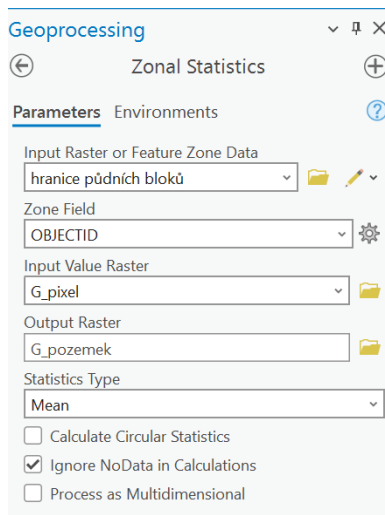 Geoprocessing
Zonal Statistics
Parameters Environments
Input Raster or Feature Zone Data
hranice půdních bloků
Zone Field
OBJECTID
Input Value Raster
G_pixel
Output Raster
G_pozemek
Statistics Type
Mean
Calculate Circular Statistics
Ignore NoData in Calculations
Process as Multidimensional